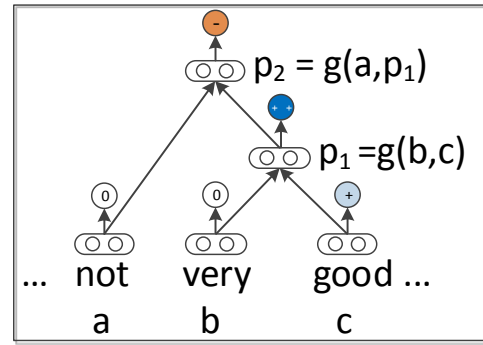 -
p₂ = g(a,p₁)
+ +
p₁ =g(b,c)
0 0 +
... not very good ...
a b c